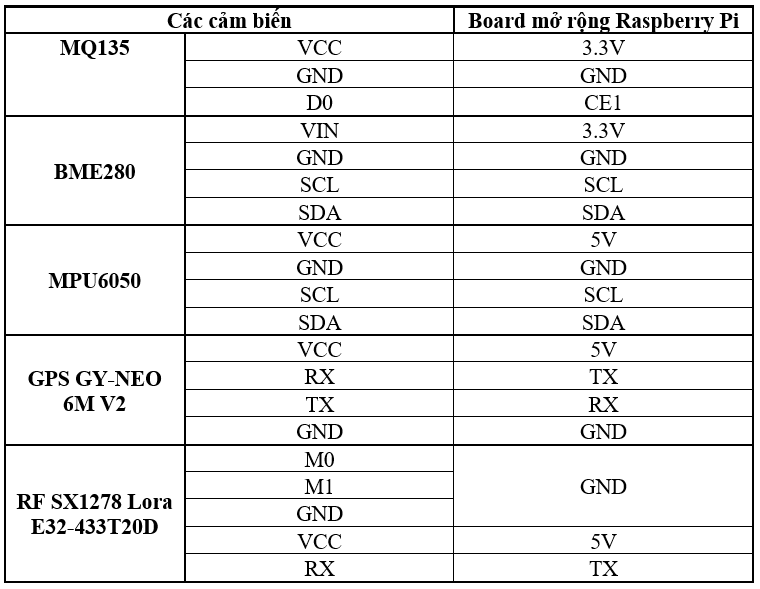 Các cảm biến Board mở rộng Raspberry Pi
MQ135 VCC 3.3V
GND GND
D0 CE1
BME280 VIN 3.3V
GND GND
SCL SCL
SDA SDA
MPU6050 VCC 5V
GND GND
SCL SCL
SDA SDA
GPS GY-NEO
6M V2 VCC 5V
RX TX
TX RX
GND GND
RF SX1278 Lora
E32-433T20D M0 GND
M1
GND
VCC 5V
RX TX